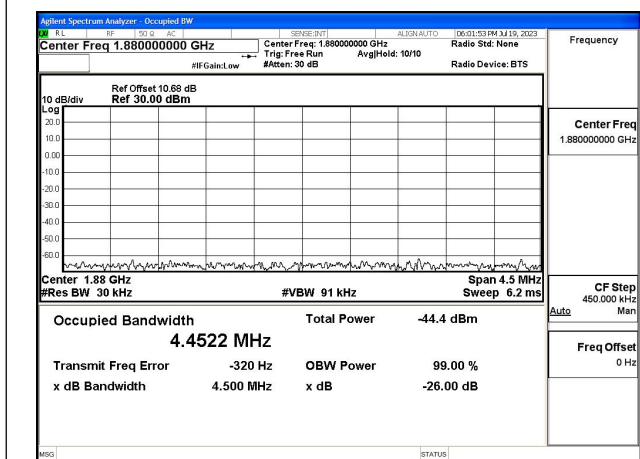 Agilent Spectrum Analyzer - Occupied BW
RL RF 50 Ω AC SENSE:INT ALIGN AUTO 06:01:53 PM Jul 19, 2023
Center Freq 1.880000000 GHz Center Freq: 1.880000000 GHz Radio Std: None Frequency
Trig: Free Run Avg|Hold: 10/10
#IFGain:Low #Atten: 30 dB Radio Device: BTS
Ref Offset 10.68 dB
10 dB/div Ref 30.00 dBm
Log
20.0
10.0
0.00
-10.0
-20.0
-30.0
-40.0
-50.0
-60.0
Center Freq
1.880000000 GHz
Center 1.88 GHz Span 4.5 MHz
#Res BW 30 kHz #VBW 91 kHz Sweep 6.2 ms
CF Step
450.000 kHz
Auto Man
Occupied Bandwidth Total Power -44.4 dBm
4.4522 MHz
Freq Offset
0 Hz
Transmit Freq Error -320 Hz OBW Power 99.00 %
x dB Bandwidth 4.500 MHz x dB -26.00 dB
MSG STATUS